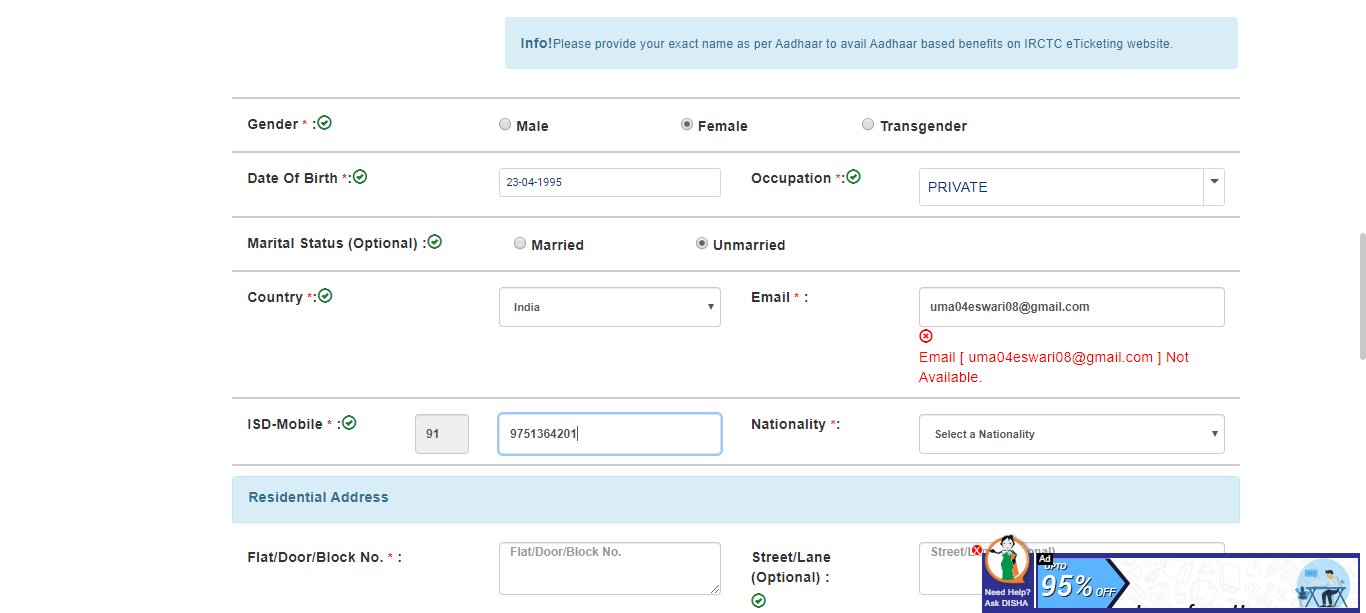 Info!Please provide your exact name as per Aadhaar to avail Aadhaar based benefits on IRCTC eTicketing website.
Gender * : Male Female Transgender
Date Of Birth *: 23-04-1995 Occupation *: PRIVATE
Marital Status (Optional) : Married Unmarried
Country *: India Email * : uma04eswari08@gmail.com
Email [ uma04eswari08@gmail.com ] Not
Available.
ISD-Mobile * : 91 9751364201 Nationality *: Select a Nationality
Residential Address
Flat/Door/Block No. * : Flat/Door/Block No. Street/Lane
(Optional) :
Ad
UPTO
95% OFF
Need Help?
Ask DISHA